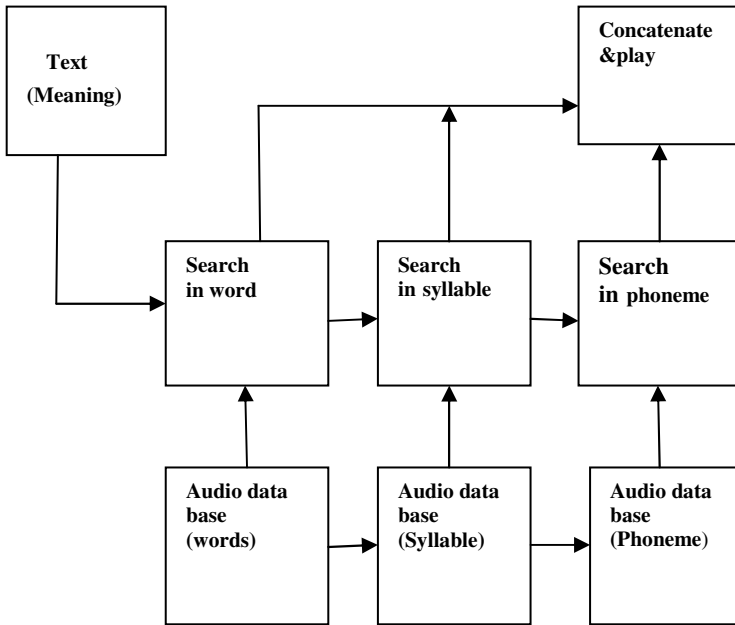 Text
(Meaning)
Concatenate
&play
Search
in word
Search
in syllable
Search
in phoneme
Audio data
base
(words)
Audio data
base
(Syllable)
Audio data
base
(Phoneme)